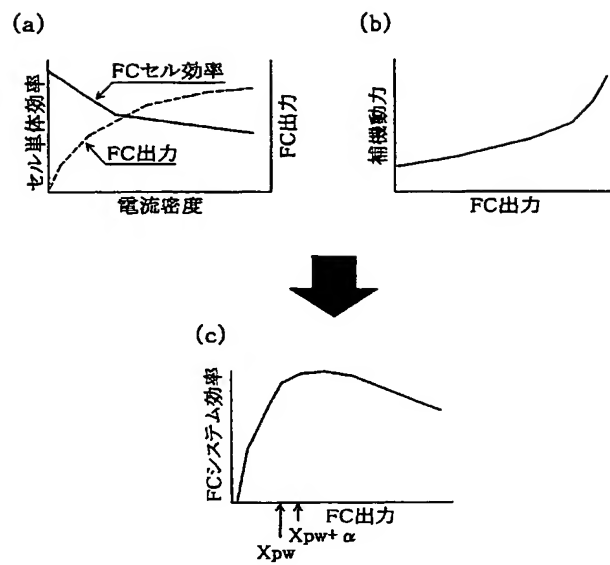 (a)
FCセル効率
セル単体効率
FC出力
FC出力
電流密度
(b)
補機動力
FC出力
(c)
FCシステム効率
FC出力
Xpw+α
Xpw